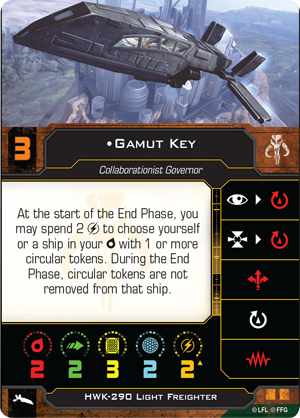 3
•Gamut Key
Collaborationist Governor
At the start of the End Phase, you
may spend 2 to choose yourself
or a ship in your with 1 or more
circular tokens. During the End
Phase, circular tokens are not
removed from that ship.
2 2 3 2 2
HWK-290 Light Freighter
© LFL © FFG